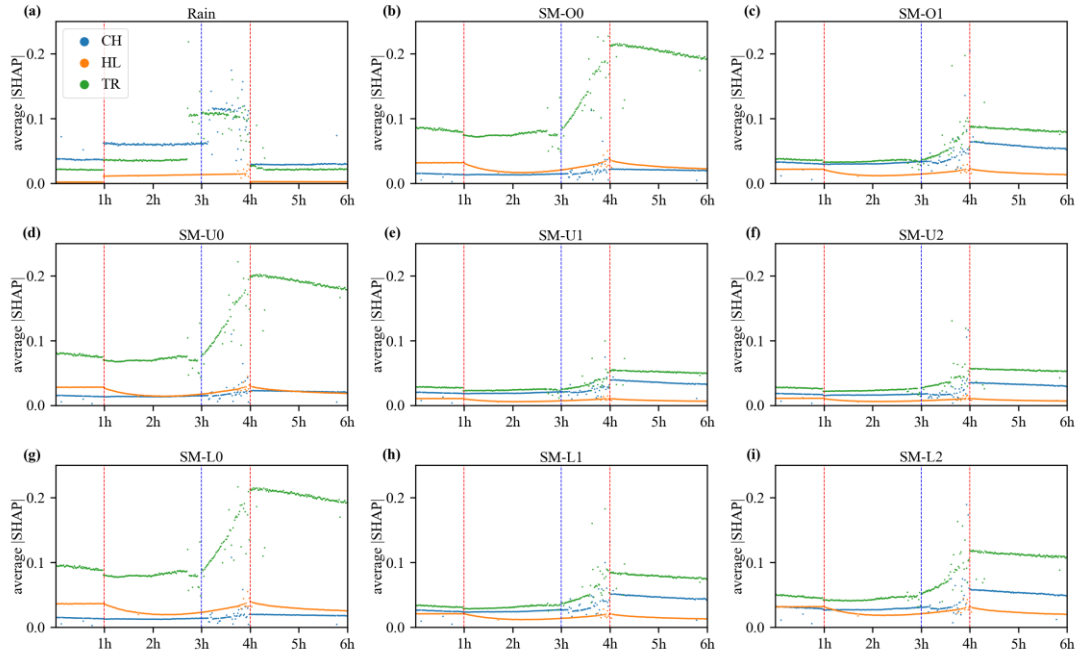 (a) Rain
CH
HL
TR
average |SHAP|
0.2
0.1
0.0
1h 2h 3h 4h 5h 6h
(b) SM-O0
average |SHAP|
0.2
0.1
0.0
1h 2h 3h 4h 5h 6h
(c) SM-O1
average |SHAP|
0.2
0.1
0.0
1h 2h 3h 4h 5h 6h
(d) SM-U0
average |SHAP|
0.2
0.1
0.0
1h 2h 3h 4h 5h 6h
(e) SM-U1
average |SHAP|
0.2
0.1
0.0
1h 2h 3h 4h 5h 6h
(f) SM-U2
average |SHAP|
0.2
0.1
0.0
1h 2h 3h 4h 5h 6h
(g) SM-L0
average |SHAP|
0.2
0.1
0.0
1h 2h 3h 4h 5h 6h
(h) SM-L1
average |SHAP|
0.2
0.1
0.0
1h 2h 3h 4h 5h 6h
(i) SM-L2
average |SHAP|
0.2
0.1
0.0
1h 2h 3h 4h 5h 6h